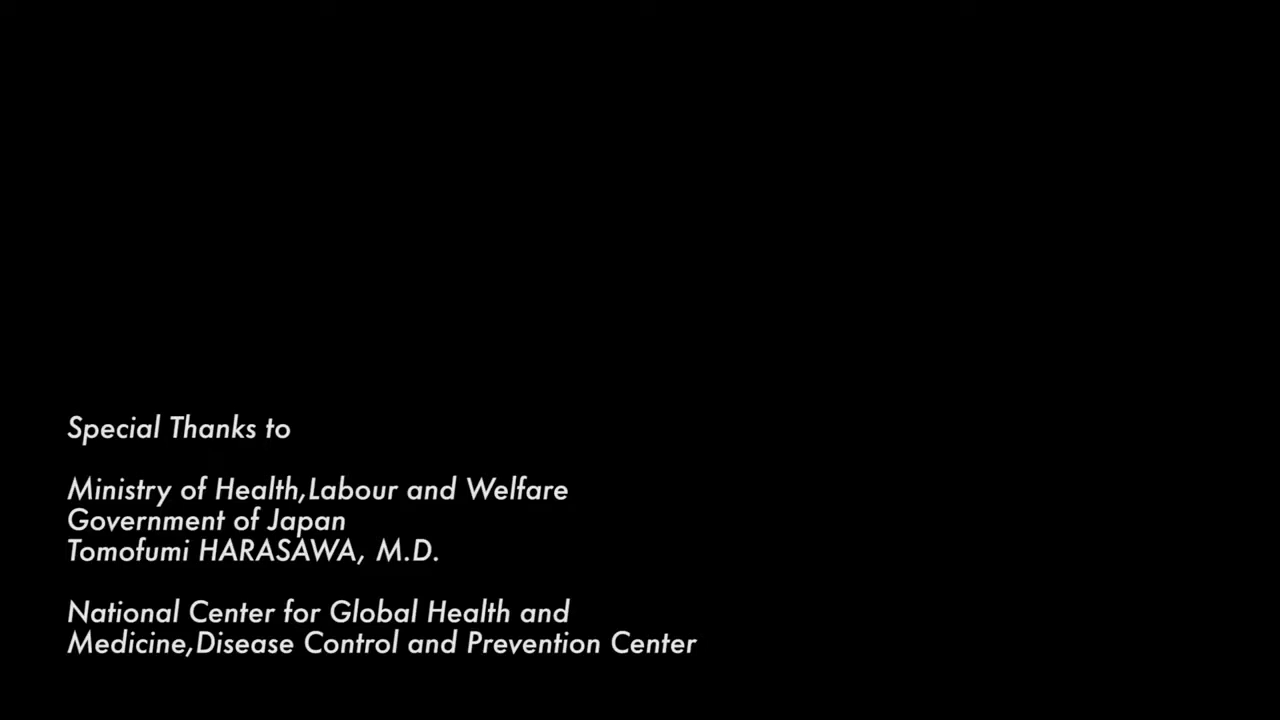 Special Thanks to
Ministry of Health,Labour and Welfare
Government of Japan
Tomofumi HARASAWA, M.D.
National Center for Global Health and
Medicine,Disease Control and Prevention Center